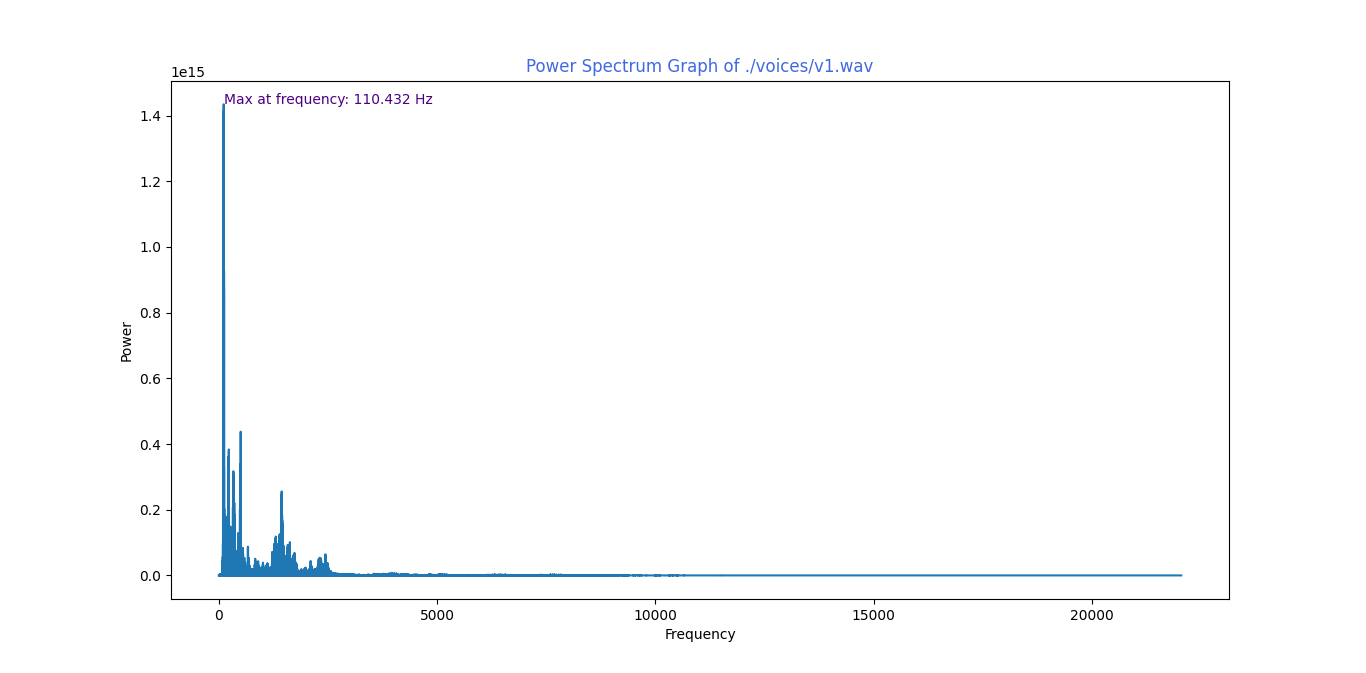 Power Spectrum Graph of ./voices/v1.wav
1e15
Max at frequency: 110.432 Hz
1.4
1.2
1.0
0.8
0.6
0.4
0.2
0.0
Power
0 5000 10000 15000 20000
Frequency